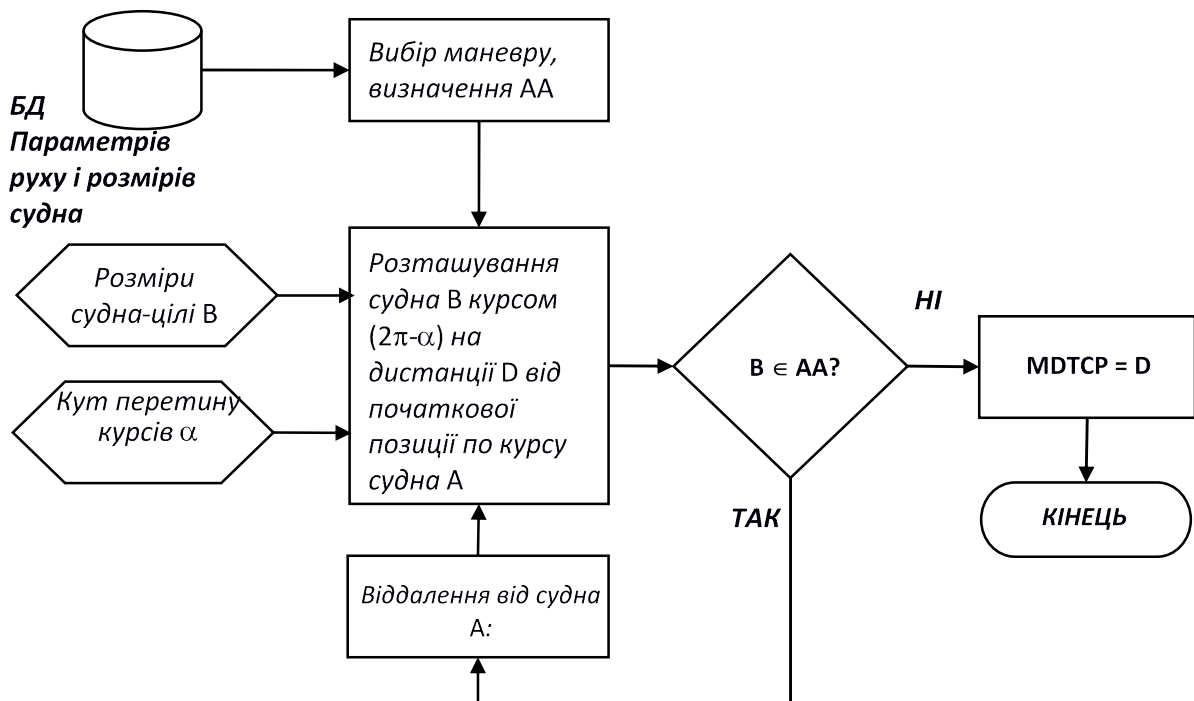 Вибір маневру,
визначення АА
БД
Параметрів
руху і розмірів
судна
Розміри
судна-цілі В
Кут перетину
курсів α
Розташування
судна В курсом
(2π-α) на
дистанції D від
початкової
позиції по курсу
судна А
Віддалення від судна
А:
В ∈ АА?
НІ
ТАК
MDTCP = D
КІНЕЦЬ